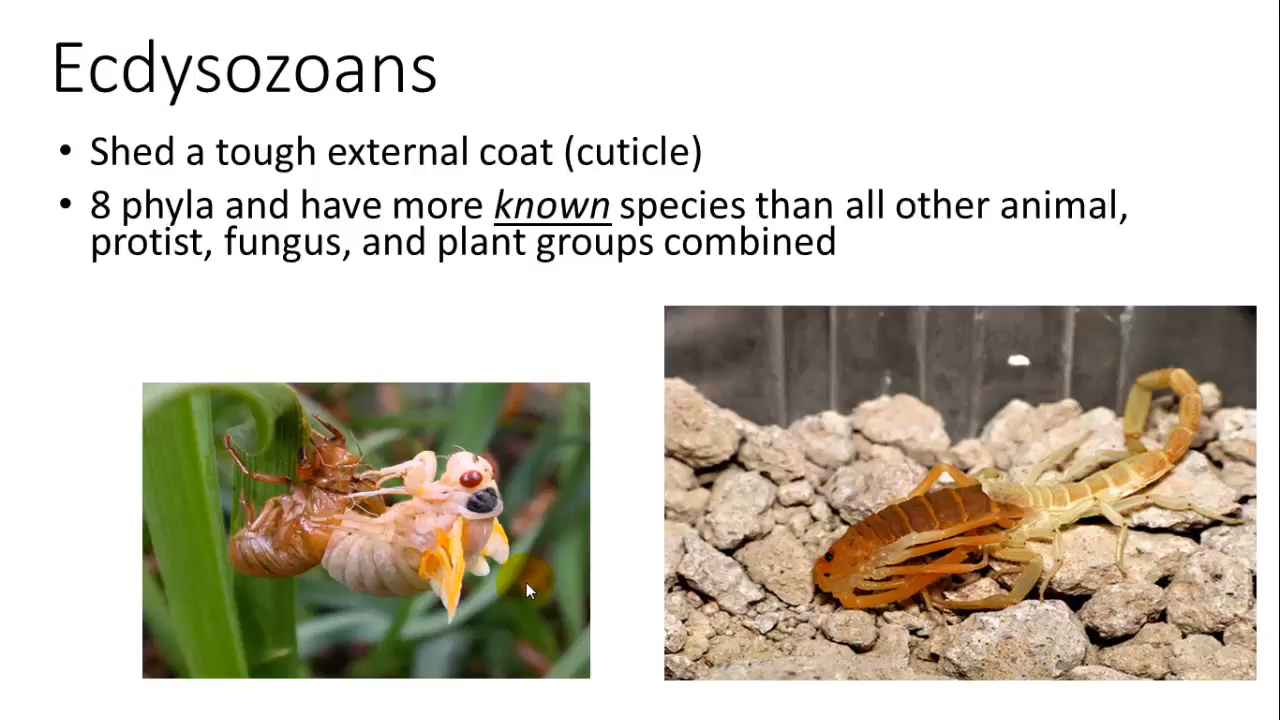 Ecdysozoans
• Shed a tough external coat (cuticle)
• 8 phyla and have more known species than all other animal,
protist, fungus, and plant groups combined